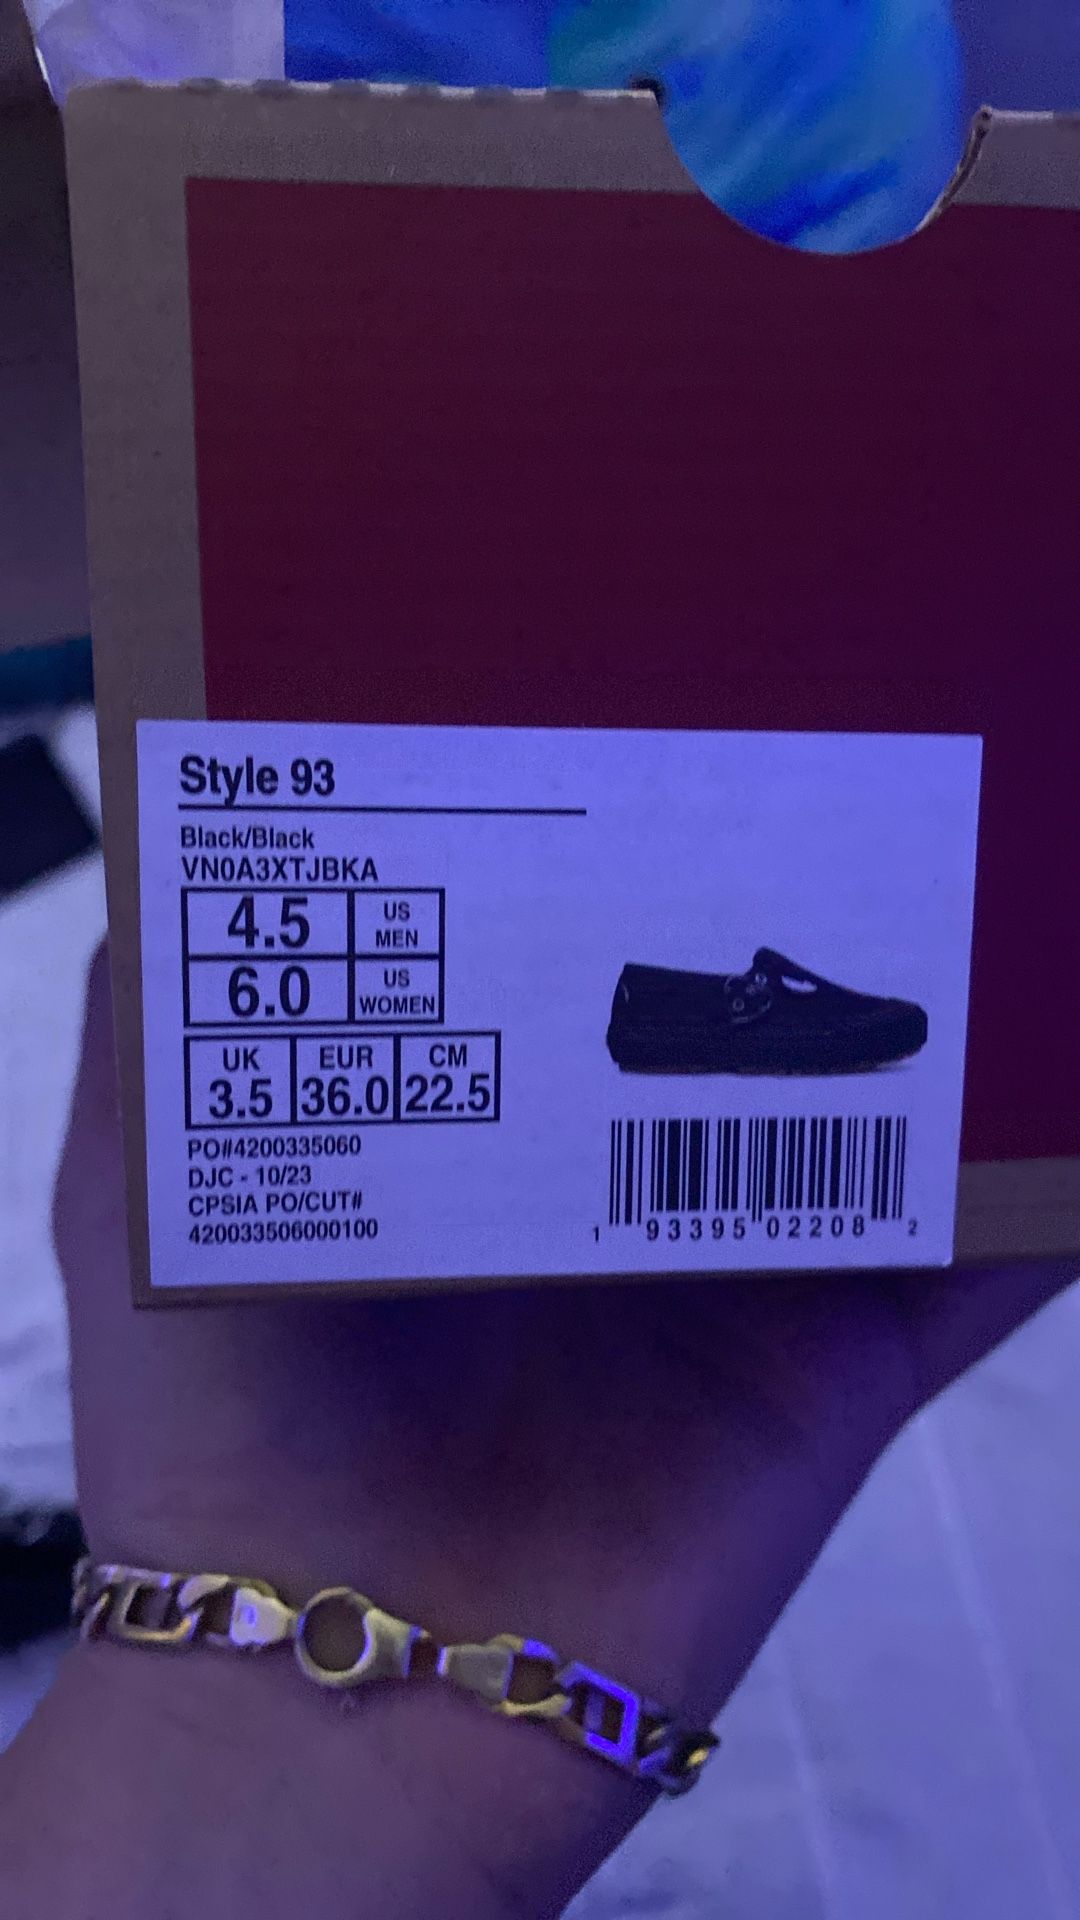 Style 93
Black/Black
VN0A3XTJBKA
4.5 US MEN
6.0 US WOMEN
UK EUR CM
3.5 36.0 22.5
PO#4200335060
DJC - 10/23
CPSIA PO/CUT#
420033506000100
1 93395 02208 2